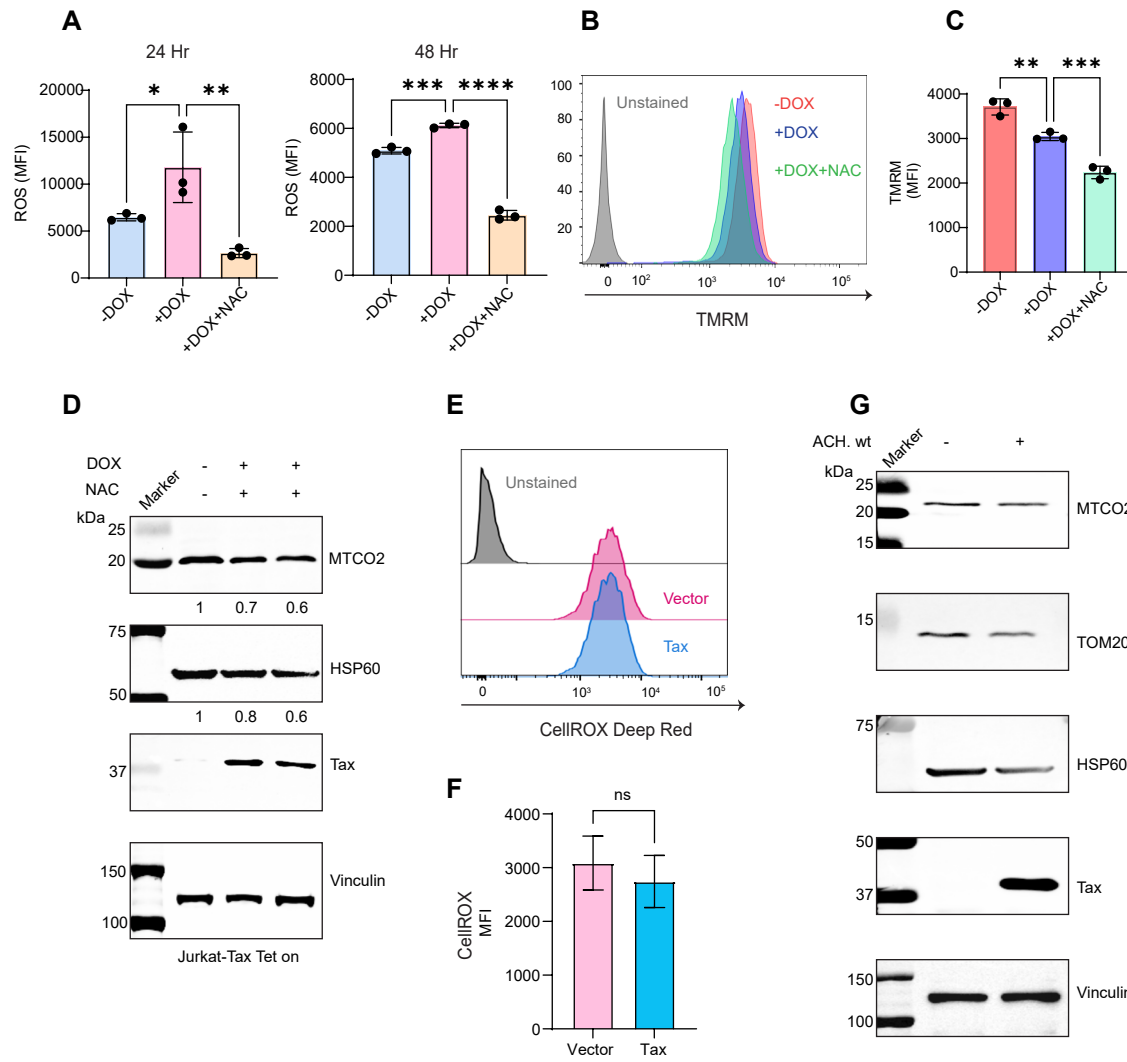 A
24 Hr
ROS (MFI)
20000
15000
10000
5000
0
* **
-DOX
+DOX
+DOX+NAC
48 Hr
ROS (MFI)
8000
6000
4000
2000
0
*** ****
-DOX
+DOX
+DOX+NAC
B
100
80
60
40
20
0
Unstained
-DOX
+DOX
+DOX+NAC
0 10² 10³ 10⁴ 10⁵
TMRM
C
** ***
TMRM
(MFI)
4000
3000
2000
1000
0
-DOX
+DOX
+DOX+NAC
D
DOX - + +
NAC - + +
Marker
kDa
25
20
MTCO2
1 0.7 0.6
75
50
HSP60
1 0.8 0.6
37
Tax
150
100
Vinculin
Jurkat-Tax Tet on
E
Unstained
Vector
Tax
0 10³ 10⁴ 10⁵
CellROX Deep Red
F
ns
CellROX
MFI
4000
3000
2000
1000
0
Vector Tax
G
ACH. wt - +
Marker
kDa
25
20
15
MTCO2
15
TOM20
75
HSP60
50
37
Tax
150
100
Vinculin